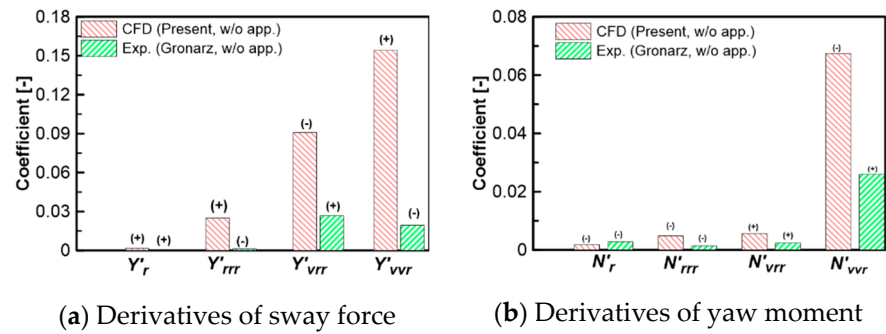 0.18
0.15
0.12
0.09
0.06
0.03
0
Coefficient [-]
CFD (Present, w/o app.)
Exp. (Gronarz, w/o app.)
(+) (+) (+) (-) (-) (+) (+) (-)
Y'r Y'rrr Y'vrr Y'vvr
(a) Derivatives of sway force
0.08
0.06
0.04
0.02
0
Coefficient [-]
CFD (Present, w/o app.)
Exp. (Gronarz, w/o app.)
(-) (-) (-) (-) (+) (+) (-) (+)
N'r N'rrr N'vrr N'vvr
(b) Derivatives of yaw moment